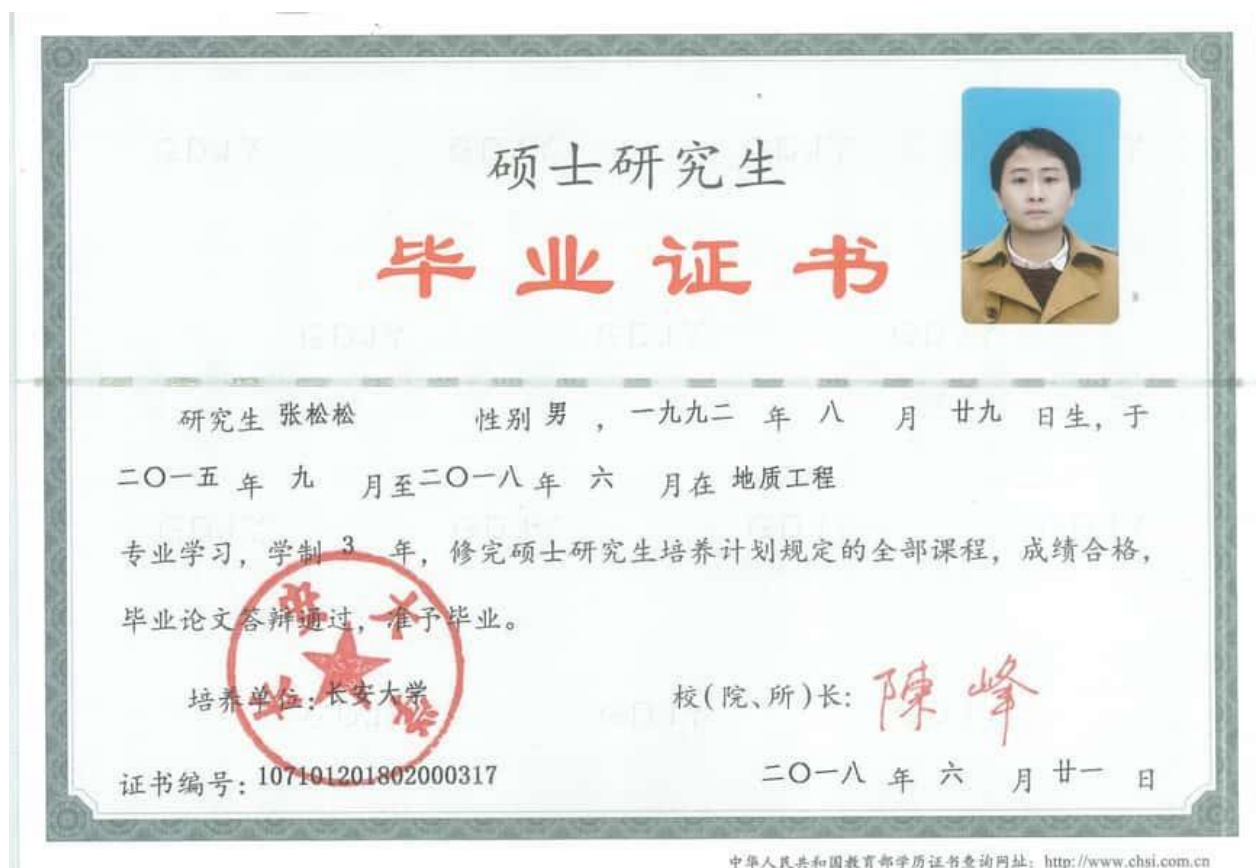 硕士研究生
毕业证书
研究生 张松松 性别 男 , 一九九二 年 八 月 廿九 日生, 于
二〇一五 年 九 月至二〇一八 年 六 月在 地质工程
专业学习, 学制 3 年, 修完硕士研究生培养计划规定的全部课程, 成绩合格,
毕业论文答辩通过, 准予毕业。
培养单位: 长安大学
校(院、所)长: 陳峰
证书编号: 107101201802000317
二〇一八 年 六 月 廿一 日
中华人民共和国教育部学历证书查询网址: http://www.chsi.com.cn